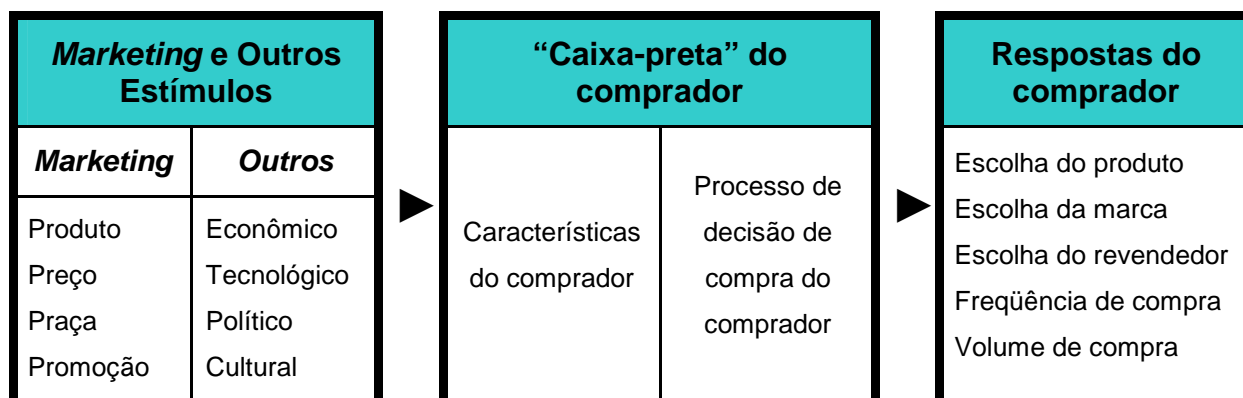 Marketing e Outros
Estímulos
Marketing
Outros
Produto
Preço
Praça
Promoção
Econômico
Tecnológico
Político
Cultural
“Caixa-preta” do
comprador
Características
do comprador
Processo de
decisão de
compra do
comprador
Respostas do
comprador
Escolha do produto
Escolha da marca
Escolha do revendedor
Freqüência de compra
Volume de compra